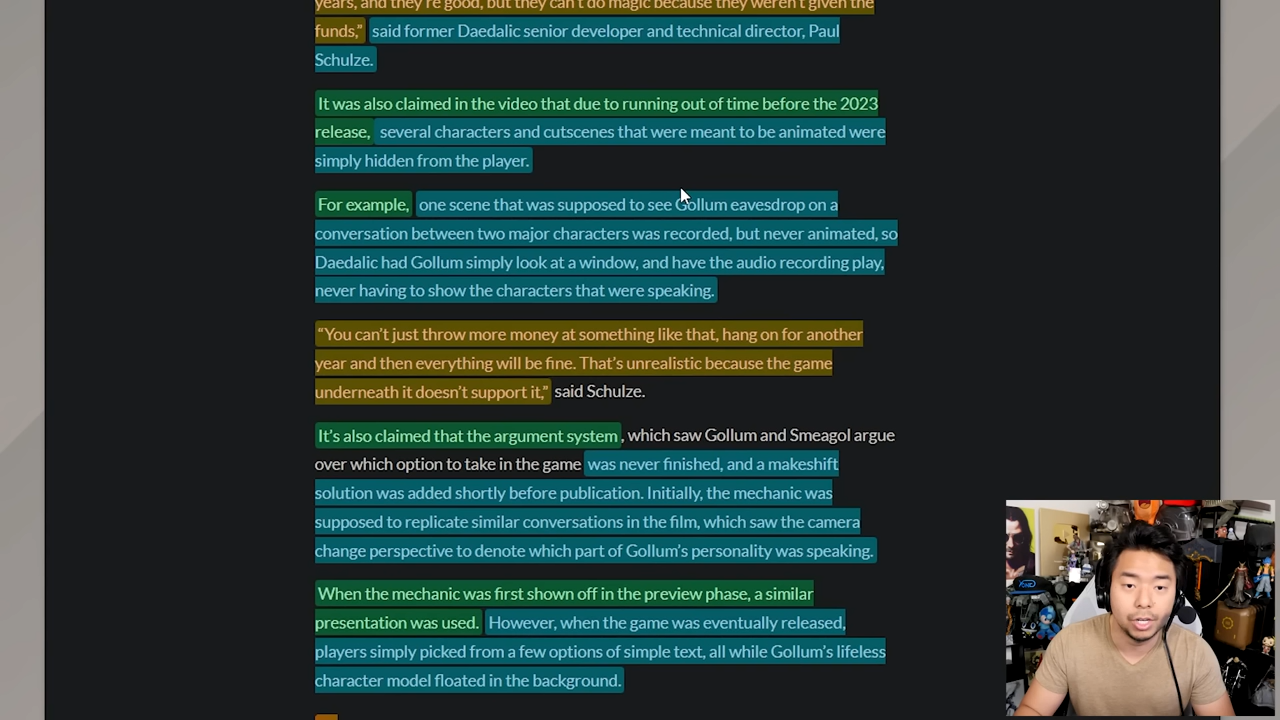 years, and they're good, but they can't do magic because they weren't given the
funds,” said former Daedalic senior developer and technical director, Paul
Schulze.
It was also claimed in the video that due to running out of time before the 2023
release, several characters and cutscenes that were meant to be animated were
simply hidden from the player.
For example, one scene that was supposed to see Gollum eavesdrop on a
conversation between two major characters was recorded, but never animated, so
Daedalic had Gollum simply look at a window, and have the audio recording play,
never having to show the characters that were speaking.
“You can’t just throw more money at something like that, hang on for another
year and then everything will be fine. That’s unrealistic because the game
underneath it doesn’t support it,” said Schulze.
It’s also claimed that the argument system, which saw Gollum and Smeagol argue
over which option to take in the game was never finished, and a makeshift
solution was added shortly before publication. Initially, the mechanic was
supposed to replicate similar conversations in the film, which saw the camera
change perspective to denote which part of Gollum’s personality was speaking.
When the mechanic was first shown off in the preview phase, a similar
presentation was used. However, when the game was eventually released,
players simply picked from a few options of simple text, all while Gollum’s lifeless
character model floated in the background.